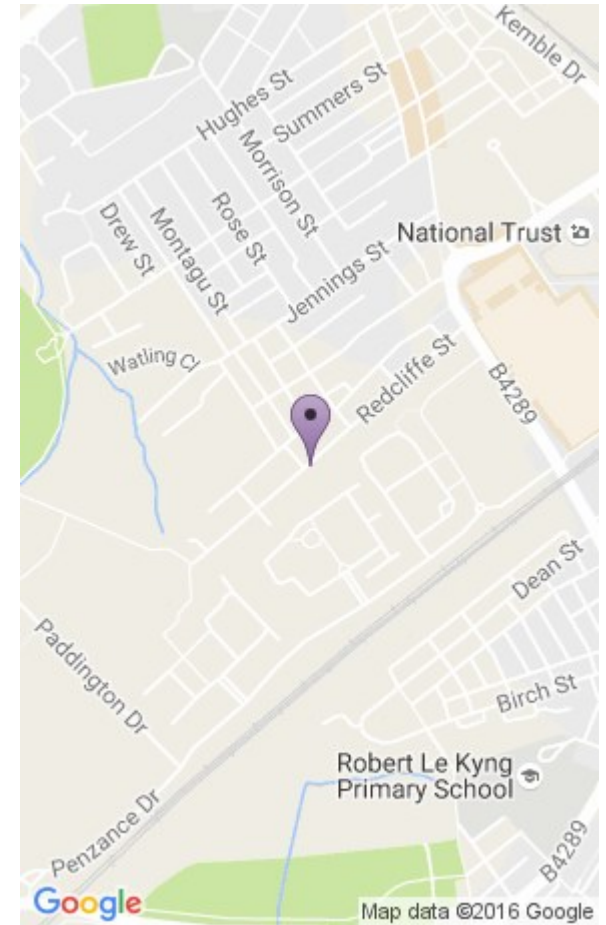 Kemble Dr
Hughes St
Summers St
Morrison St
Rose St
Drew St
Montagu St
National Trust
Jennings St
Watling Cl
Redcliffe St
B4289
Dean St
Paddington Dr
Birch St
Robert Le Kyng
Primary School
Penzance Dr
B4289
Google
Map data ©2016 Google